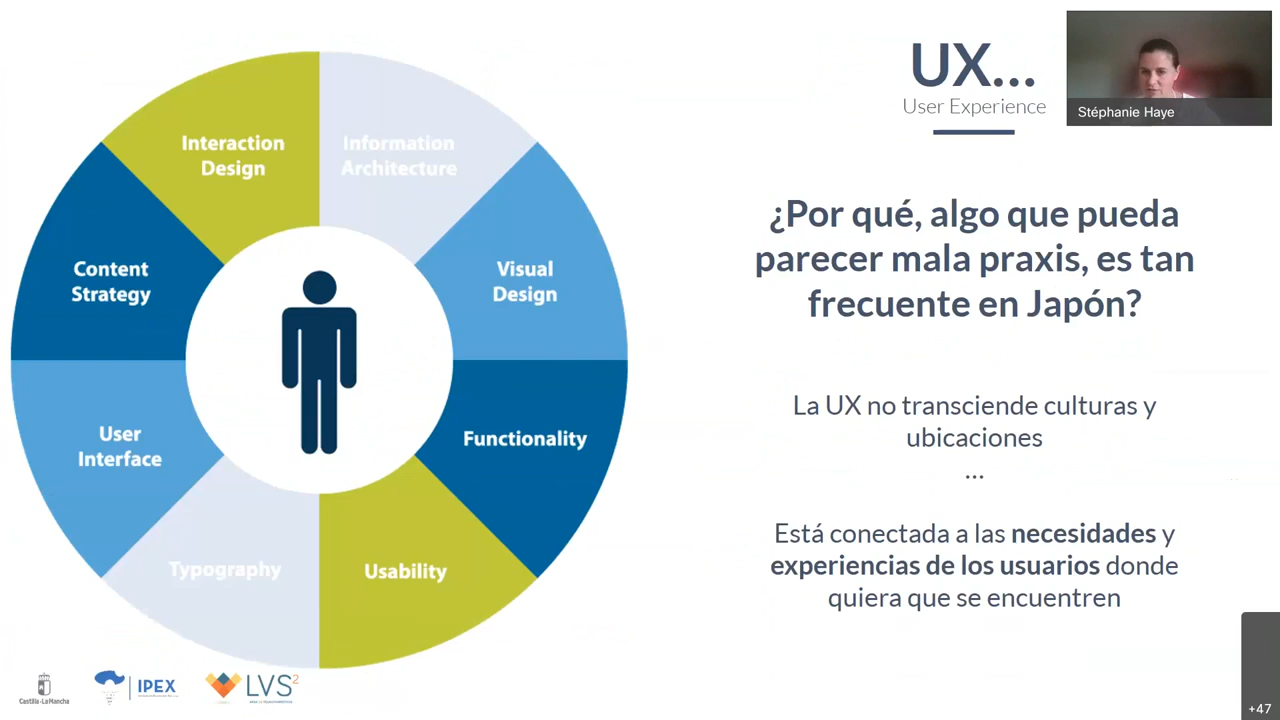 UX...
User Experience
Stéphanie Haye
Interaction
Design
Information
Architecture
Content
Strategy
Visual
Design
User
Interface
Functionality
Typography
Usability
¿Por qué, algo que pueda
parecer mala praxis, es tan
frecuente en Japón?
La UX no transciende culturas y
ubicaciones
...
Está conectada a las necesidades y
experiencias de los usuarios donde
quiera que se encuentren
Castilla-La Mancha
IPEX
LVS2
+47